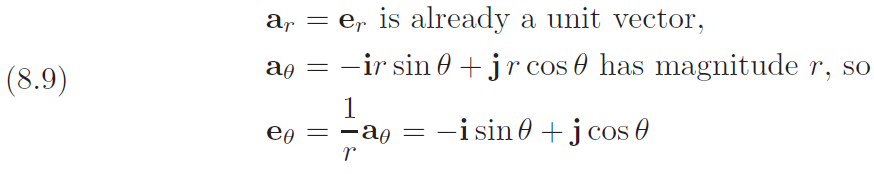 a_r = e_r is already a unit vector,
(8.9) a_θ = −i r sin θ + j r cos θ has magnitude r, so
e_θ = \frac{1}{r} a_θ = −i sin θ + j cos θ